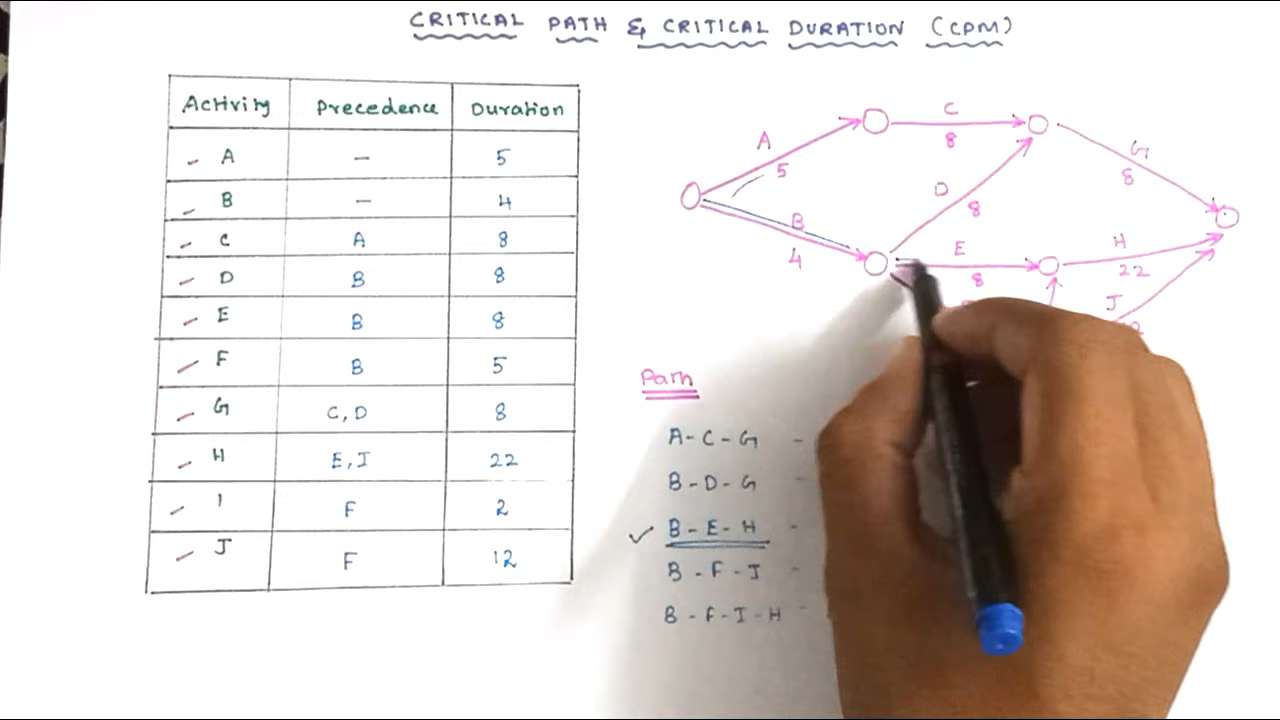 CRITICAL PATH & CRITICAL DURATION (CPM)
Activity Precedence Duration
A - 5
B - 4
C A 8
D B 8
E B 8
F B 5
G C, D 8
H E, I 22
I F 2
J F 12
A
5
C
8
G
8
B
4
D
8
E
8
H
22
J
Path
A - C - G -
B - D - G -
B - E - H -
B - F - J -
B - F - I - H -